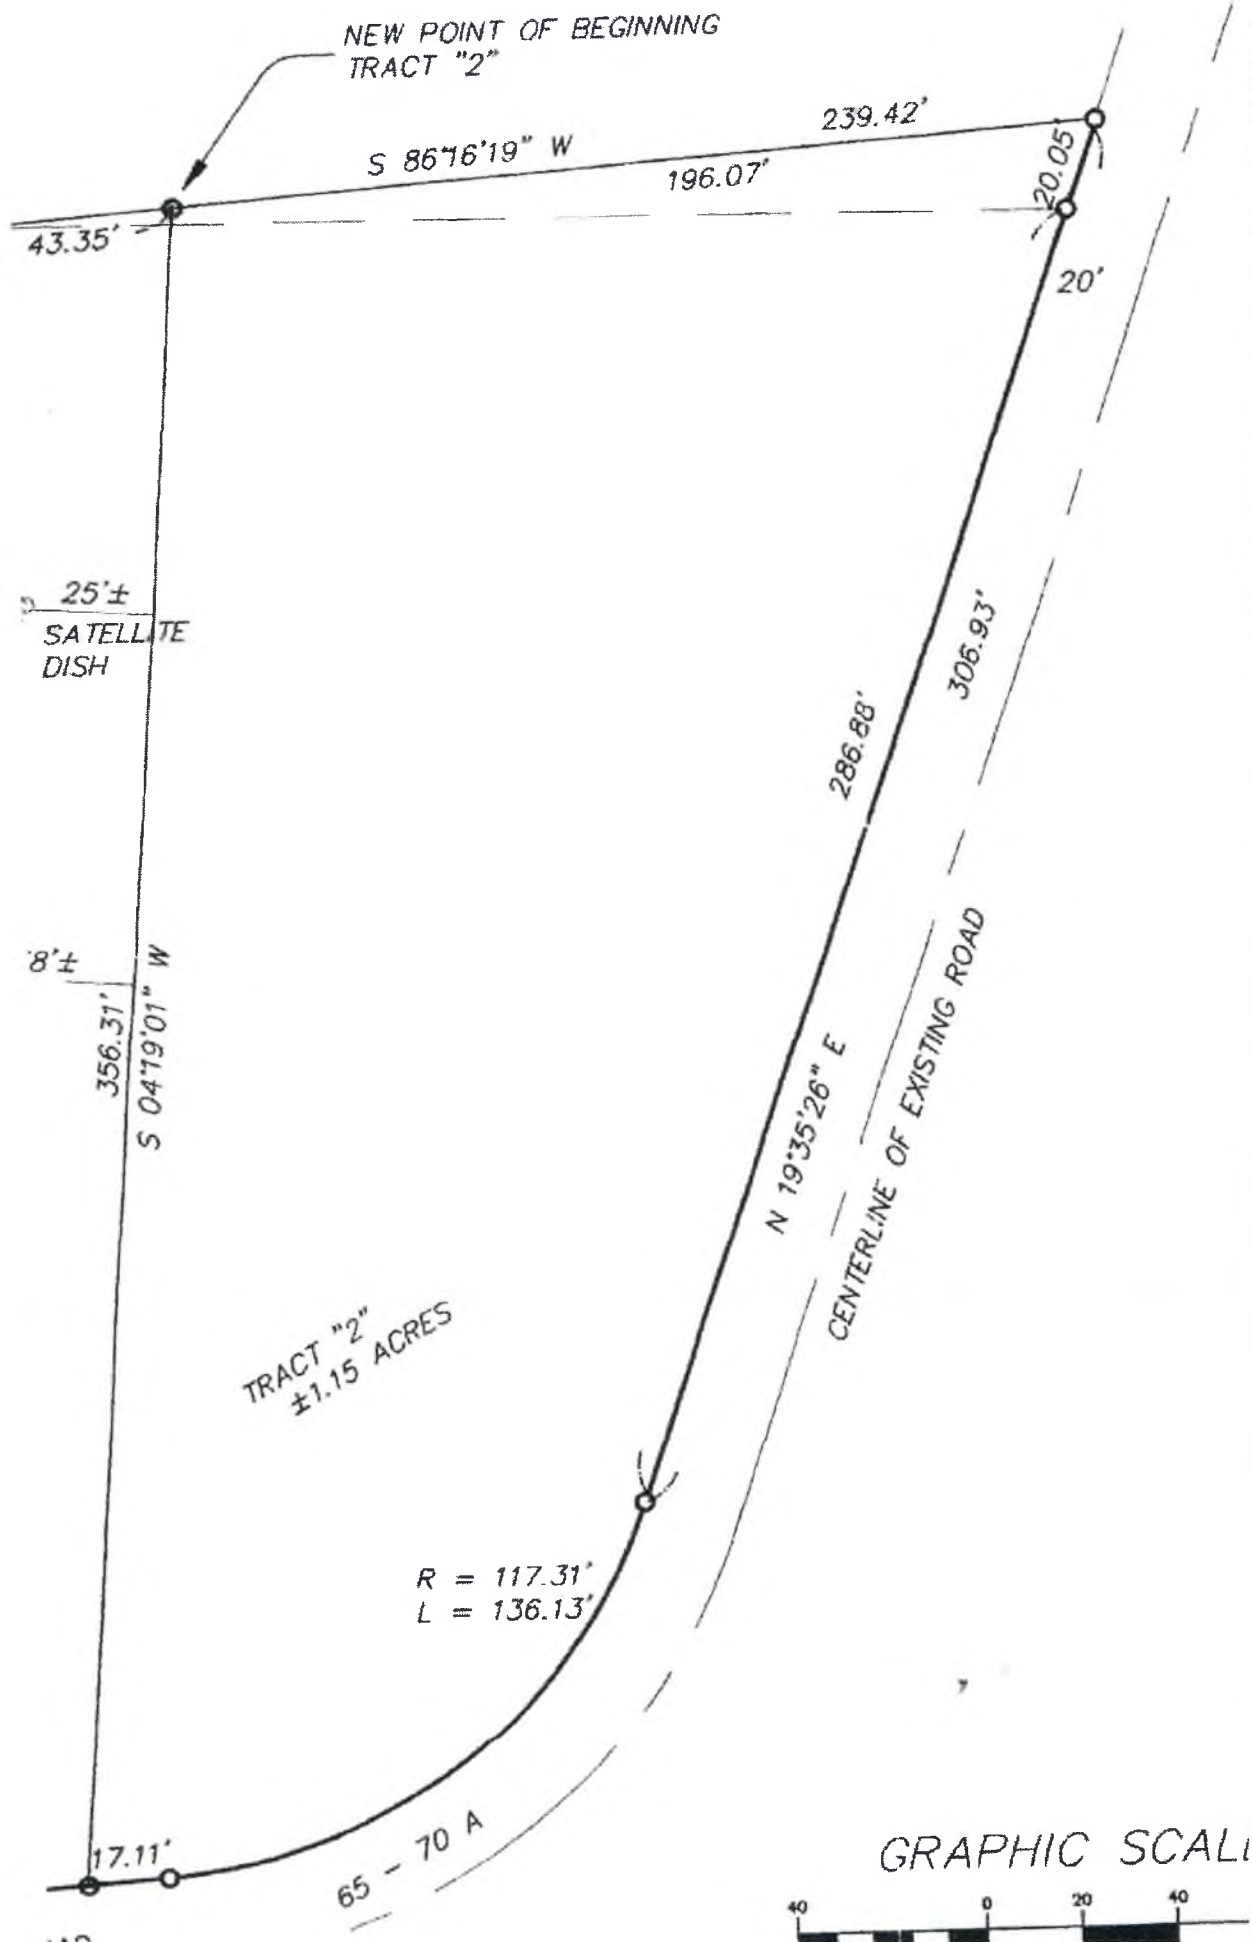 NEW POINT OF BEGINNING
TRACT "2"
239.42'
S 86°16'19" W
196.07'
20.05'
43.35'
20'
25'±
SATELLITE
DISH
306.93'
286.88'
8'±
356.31'
S 04°19'01" W
N 19°35'26" E
CENTERLINE OF EXISTING ROAD
TRACT "2"
±1.15 ACRES
R = 117.31'
L = 136.13'
17.11'
65 - 70 A
GRAPHIC SCALE
40 0 20 40